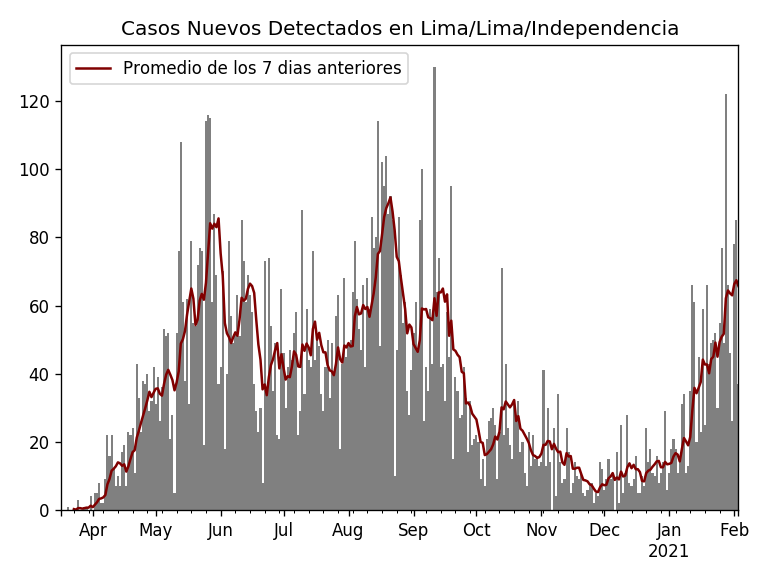 Casos Nuevos Detectados en Lima/Lima/Independencia
Promedio de los 7 dias anteriores
120
100
80
60
40
20
0
Apr May Jun Jul Aug Sep Oct Nov Dec Jan Feb
2021